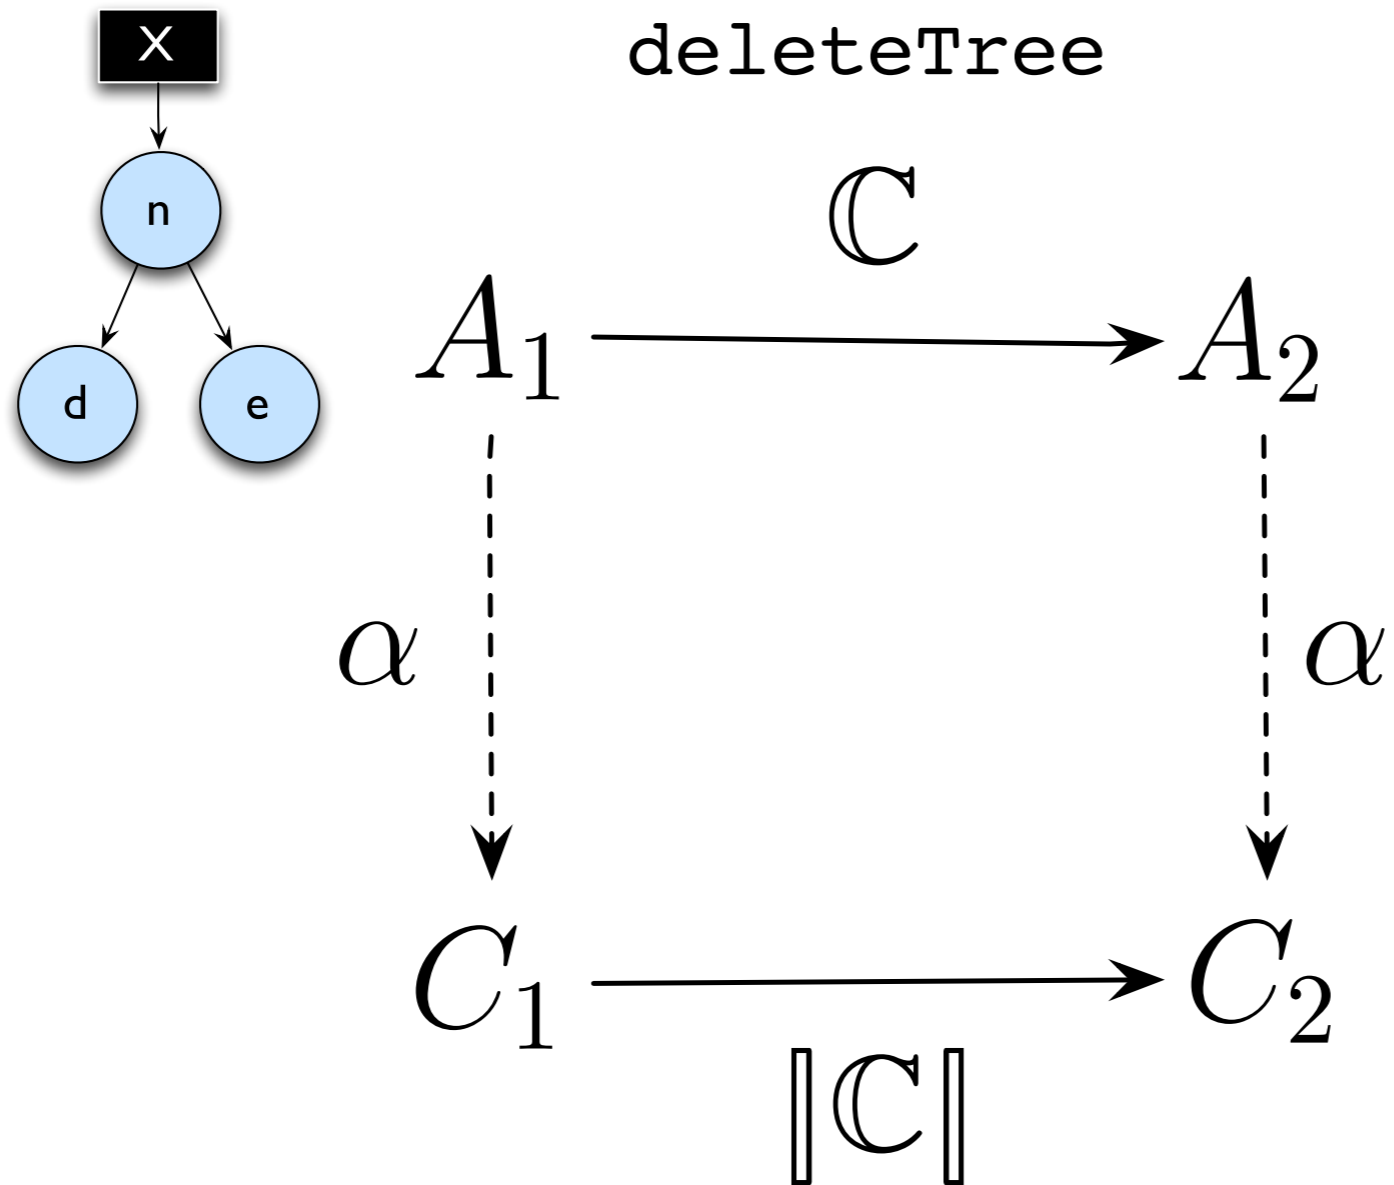 X
deleteTree
n
ℂ
A₁
A₂
d
e
α
α
C₁
C₂
⟦ℂ⟧